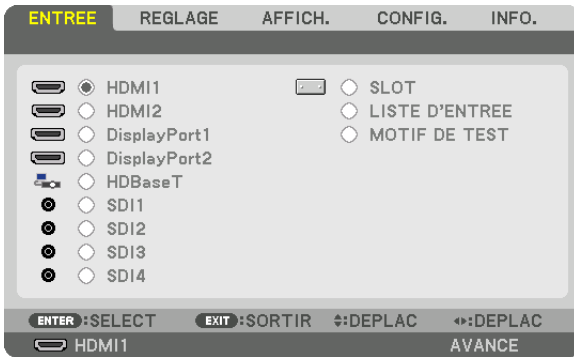 ENTREE REGLAGE AFFICH. CONFIG. INFO.
HDMI1
HDMI2
DisplayPort1
DisplayPort2
HDBaseT
SDI1
SDI2
SDI3
SDI4
SLOT
LISTE D'ENTREE
MOTIF DE TEST
ENTER :SELECT EXIT :SORTIR :DEPLAC :DEPLAC
HDMI1 AVANCE